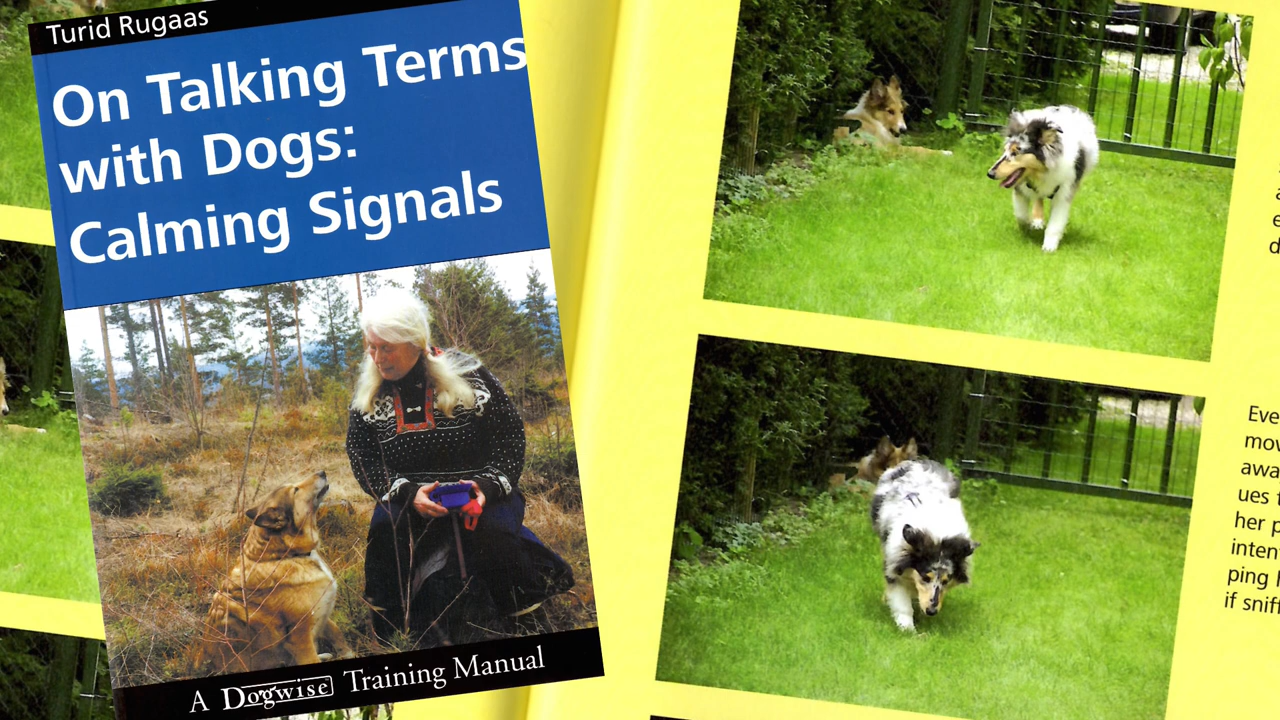 Turid Rugaas
On Talking Terms
with Dogs:
Calming Signals
A Dogwise Training Manual
Eve
mov
awa
ues
her p
inten
ping
if sniff